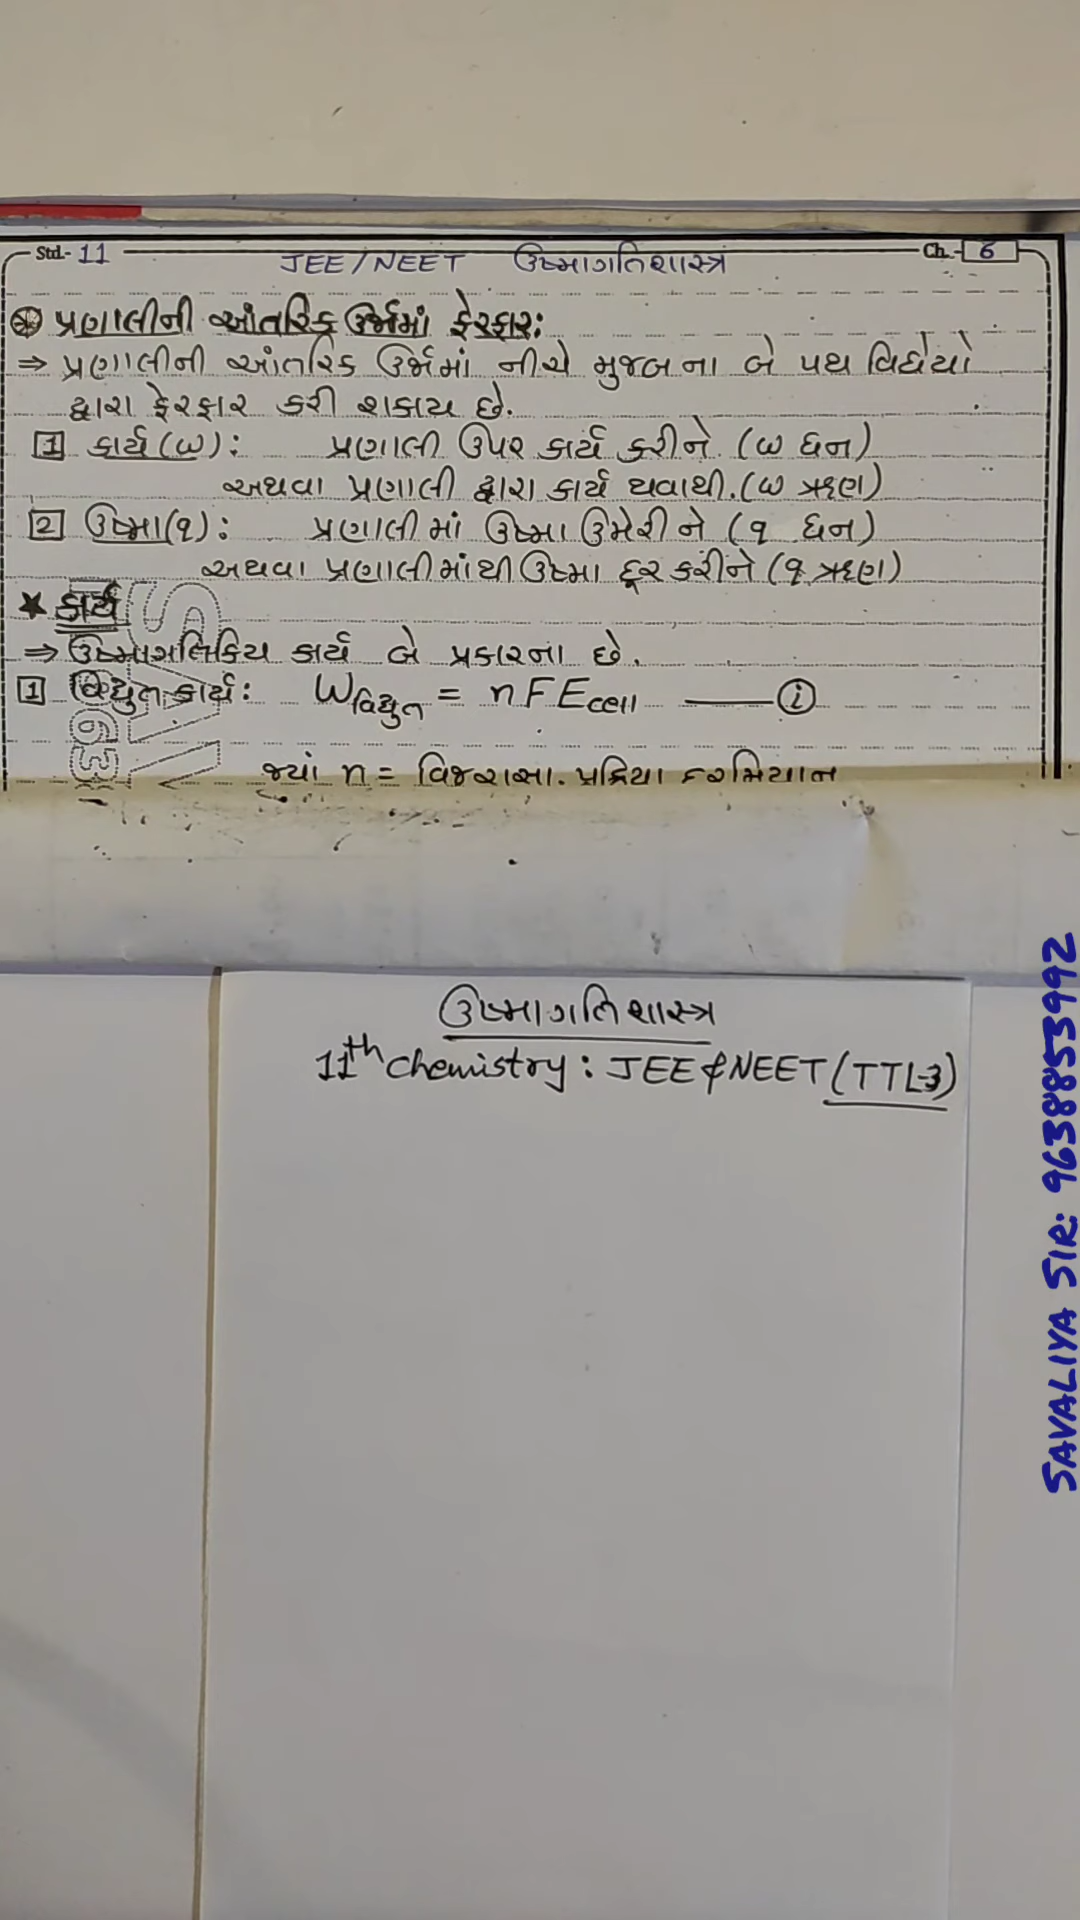 Std.- 11
JEE/NEET ઉષ્માગતિશાસ્ત્ર
Ch.- 6
પ્રણાલીની આંતરિક ઉર્જામાં ફેરફાર:
⇒ પ્રણાલીની આંતરિક ઉર્જામાં નીચે મુજબના બે પથ વિધેયો
દ્વારા ફેરફાર કરી શકાય છે.
1 કાર્ય(w): પ્રણાલી ઉપર કાર્ય કરીને. (w ધન)
અથવા પ્રણાલી દ્વારા કાર્ય થવાથી.(w ઋણ)
2 ઉષ્મા(q): પ્રણાલીમાં ઉષ્મા ઉમેરીને (q ધન)
અથવા પ્રણાલીમાંથી ઉષ્મા દૂર કરીને (q ઋણ)
★ કાર્ય
⇒ ઉષ્માગતિકિય કાર્ય બે પ્રકારના છે.
1 વિદ્યુત કાર્ય: Wવિદ્યુત = nFEcell —— i
જ્યાં n = વિજરાસા. પ્રક્રિયા દરમિયાન
ઉષ્માગતિશાસ્ત્ર
11th chemistry: JEE & NEET (TTL-3)
SAVALIYA SIR: 9638853992